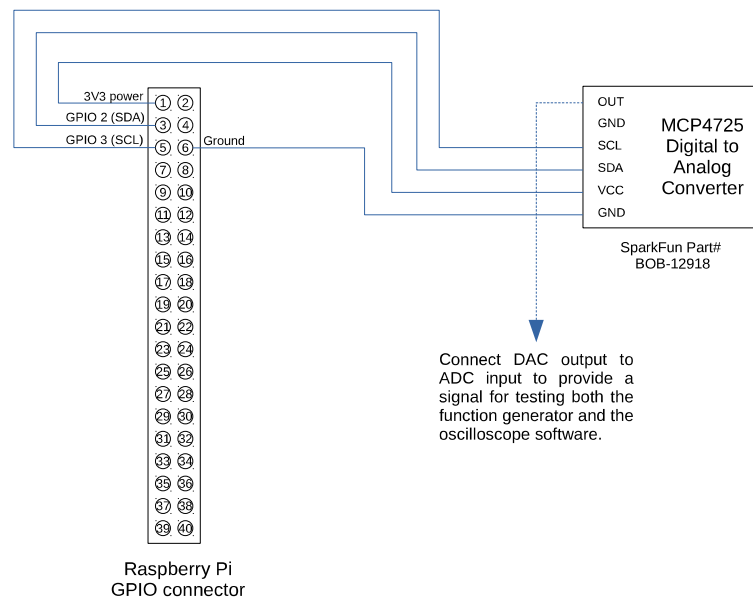 3V3 power
GPIO 2 (SDA)
GPIO 3 (SCL)
Ground
1 2
3 4
5 6
7 8
9 10
11 12
13 14
15 16
17 18
19 20
21 22
23 24
25 26
27 28
29 30
31 32
33 34
35 36
37 38
39 40
Raspberry Pi
GPIO connector
OUT
GND
SCL
SDA
VCC
GND
MCP4725
Digital to
Analog
Converter
SparkFun Part#
BOB-12918
Connect DAC output to
ADC input to provide a
signal for testing both the
function generator and the
oscilloscope software.